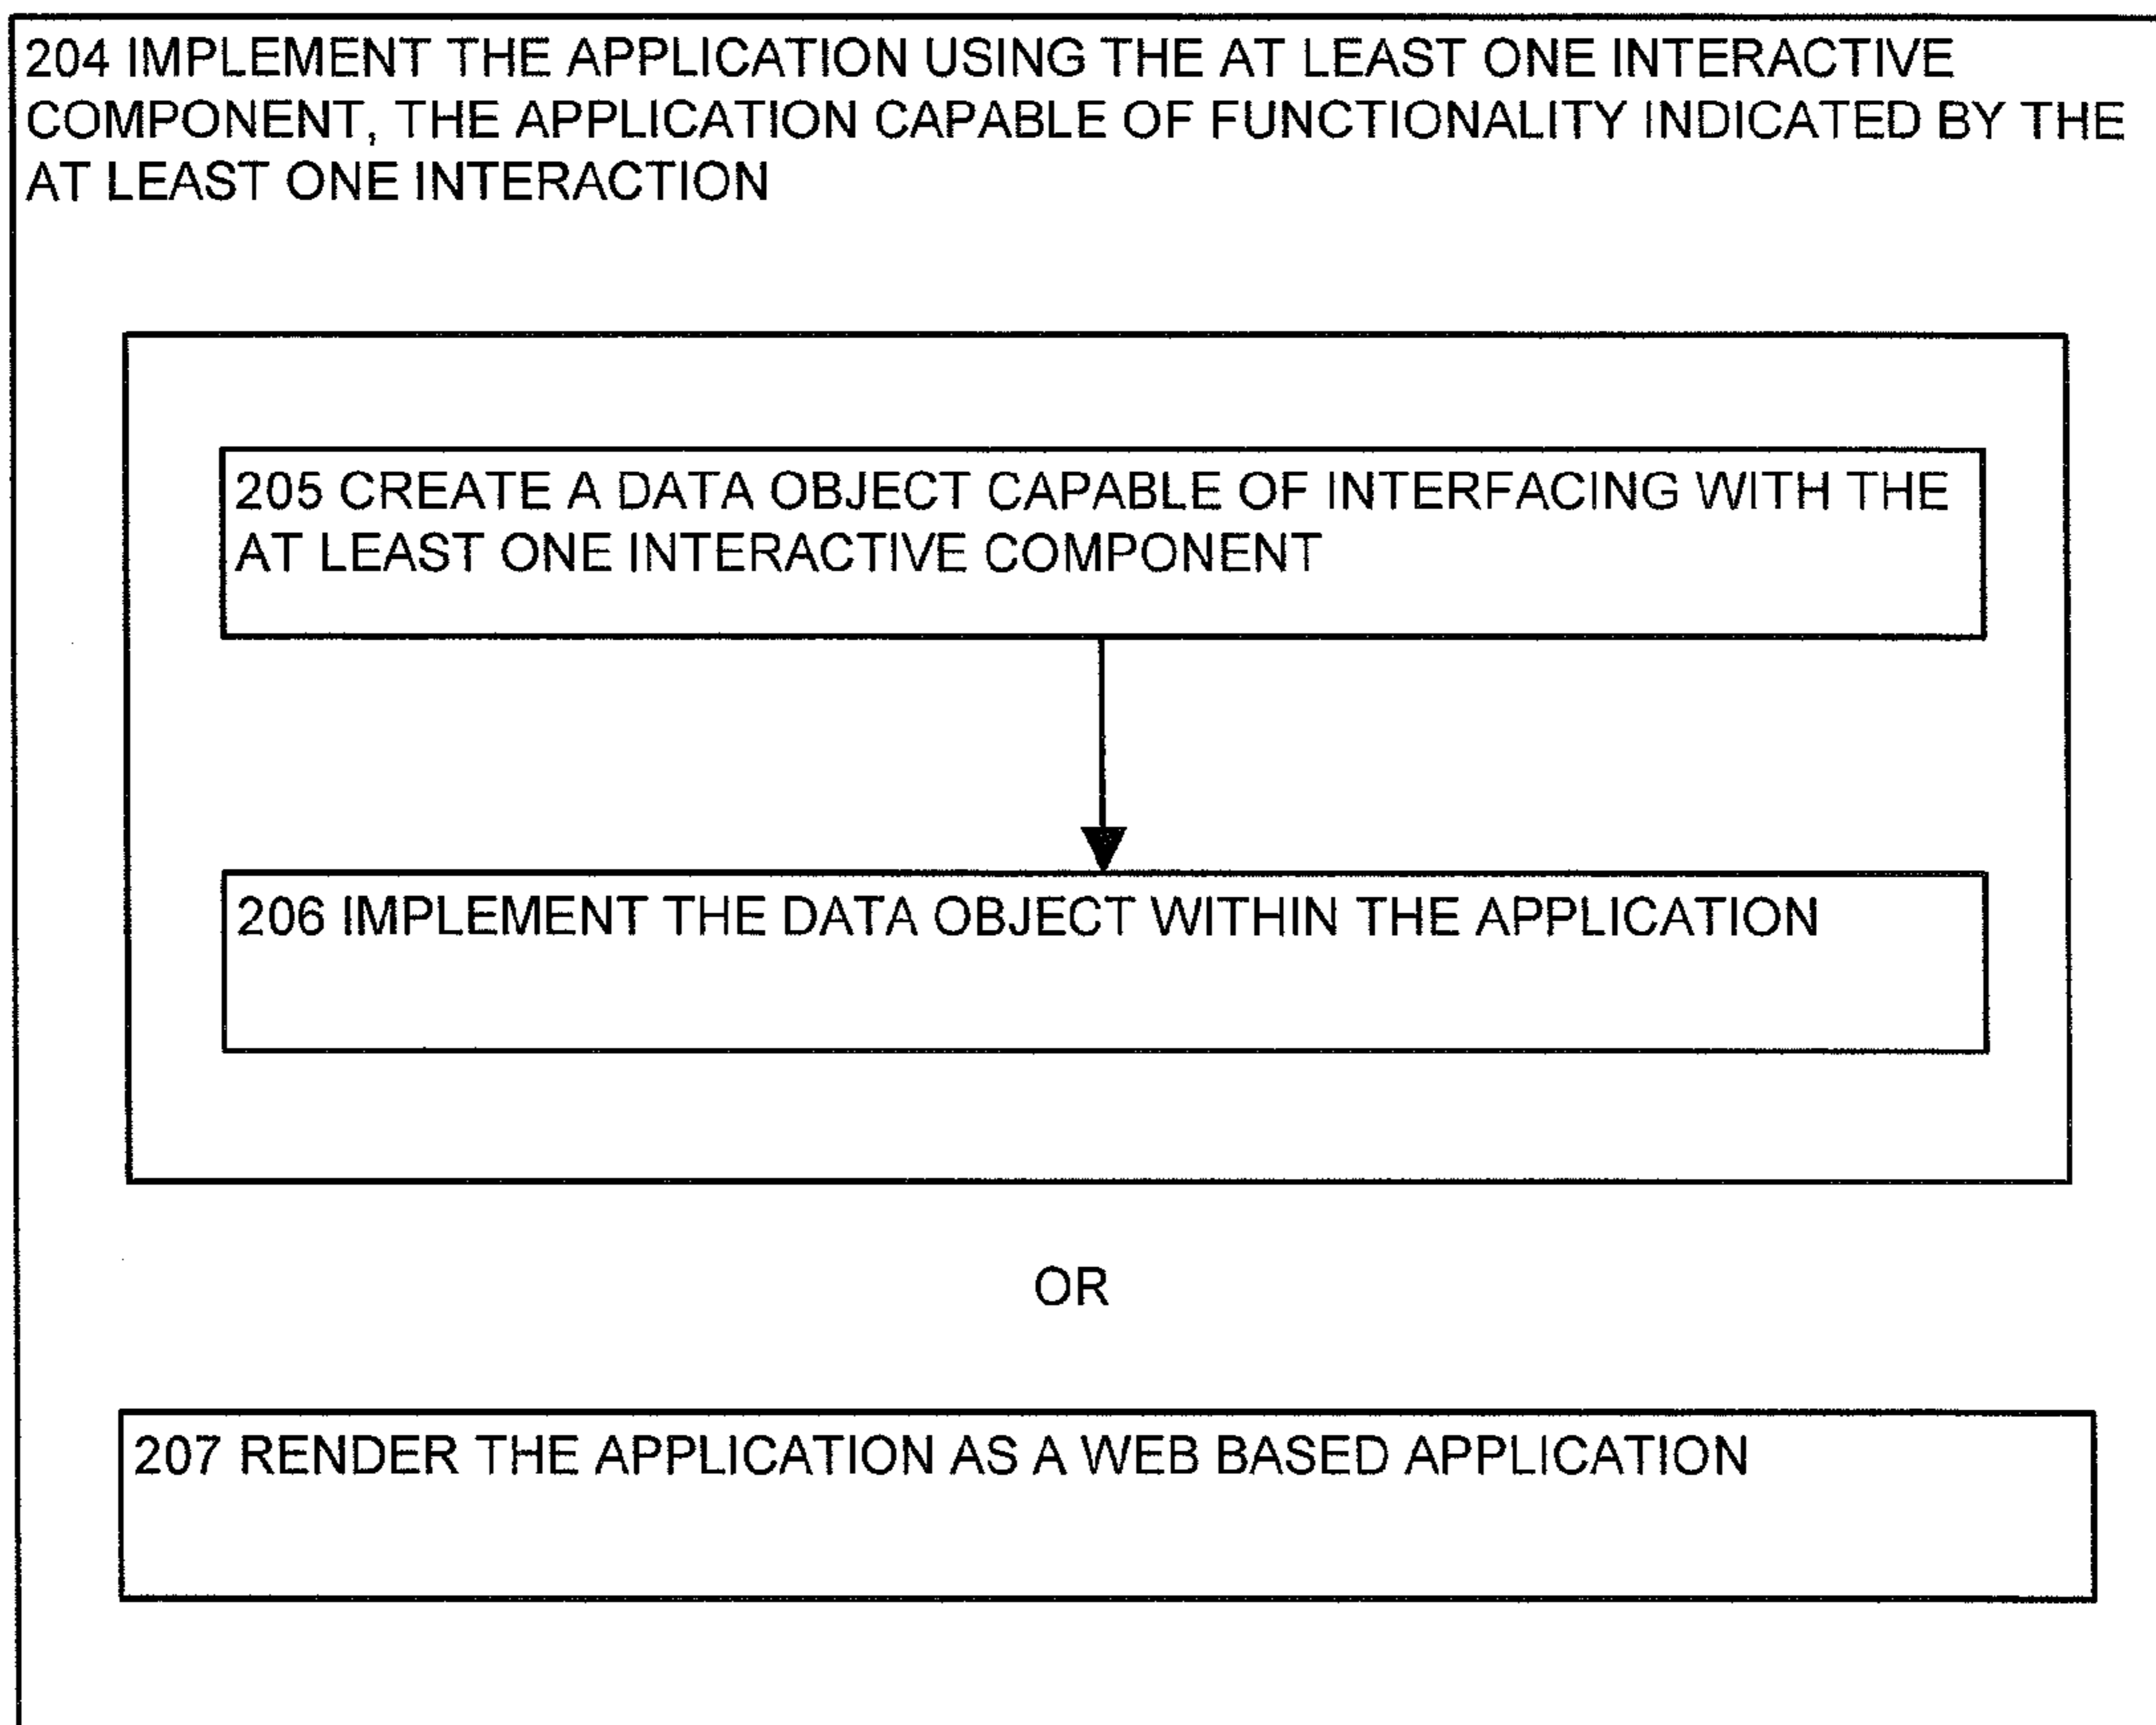 204 IMPLEMENT THE APPLICATION USING THE AT LEAST ONE INTERACTIVE
COMPONENT, THE APPLICATION CAPABLE OF FUNCTIONALITY INDICATED BY THE
AT LEAST ONE INTERACTION
205 CREATE A DATA OBJECT CAPABLE OF INTERFACING WITH THE
AT LEAST ONE INTERACTIVE COMPONENT
206 IMPLEMENT THE DATA OBJECT WITHIN THE APPLICATION
OR
207 RENDER THE APPLICATION AS A WEB BASED APPLICATION